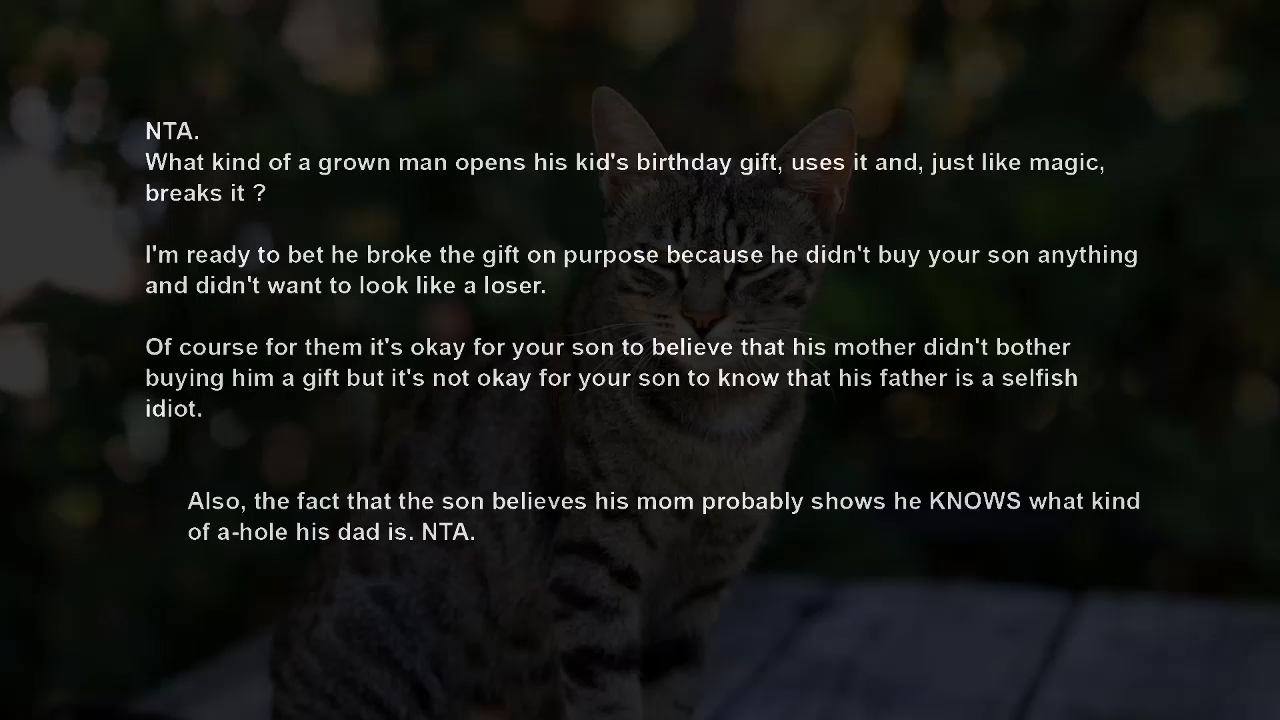 NTA.
What kind of a grown man opens his kid's birthday gift, uses it and, just like magic,
breaks it ?
I'm ready to bet he broke the gift on purpose because he didn't buy your son anything
and didn't want to look like a loser.
Of course for them it's okay for your son to believe that his mother didn't bother
buying him a gift but it's not okay for your son to know that his father is a selfish
idiot.
Also, the fact that the son believes his mom probably shows he KNOWS what kind
of a-hole his dad is. NTA.